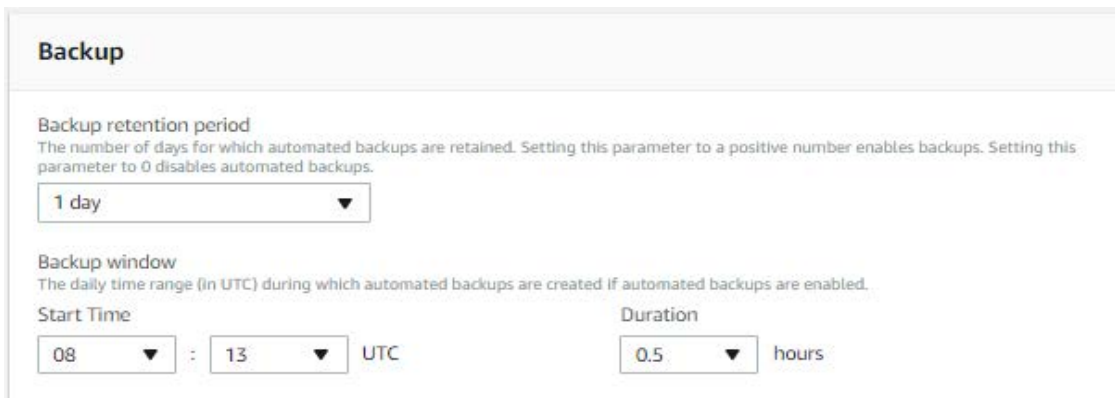 Backup
Backup retention period
The number of days for which automated backups are retained. Setting this parameter to a positive number enables backups. Setting this
parameter to 0 disables automated backups.
1 day
Backup window
The daily time range (in UTC) during which automated backups are created if automated backups are enabled.
Start Time Duration
08 : 13 UTC 0.5 hours